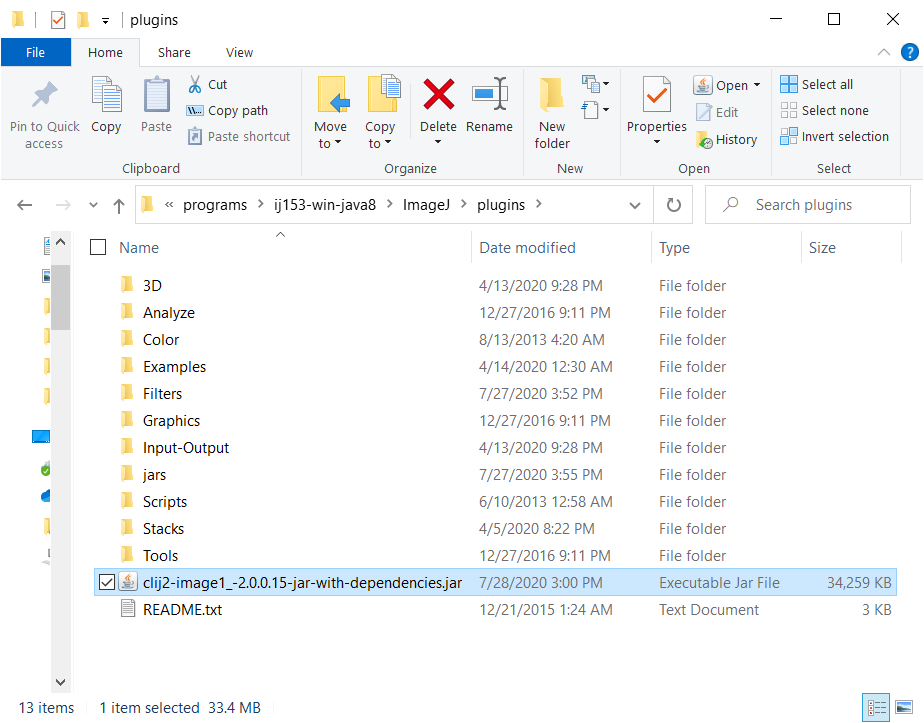 plugins
File Home Share View
Pin to Quick access
Copy
Paste
Cut
Copy path
Paste shortcut
Clipboard
Move to
Copy to
Delete
Rename
Organize
New folder
New
Properties
Open
Edit
History
Open
Select all
Select none
Invert selection
Select
« programs > ij153-win-java8 > ImageJ > plugins >
Search plugins
Name Date modified Type Size
3D 4/13/2020 9:28 PM File folder
Analyze 12/27/2016 9:11 PM File folder
Color 8/13/2013 4:20 AM File folder
Examples 4/14/2020 12:30 AM File folder
Filters 7/27/2020 3:52 PM File folder
Graphics 12/27/2016 9:11 PM File folder
Input-Output 4/13/2020 9:28 PM File folder
jars 7/27/2020 3:55 PM File folder
Scripts 6/10/2013 12:58 AM File folder
Stacks 4/5/2020 8:22 PM File folder
Tools 12/27/2016 9:11 PM File folder
clij2-image1_-2.0.0.15-jar-with-dependencies.jar 7/28/2020 3:00 PM Executable Jar File 34,259 KB
README.txt 12/21/2015 1:24 AM Text Document 3 KB
13 items 1 item selected 33.4 MB